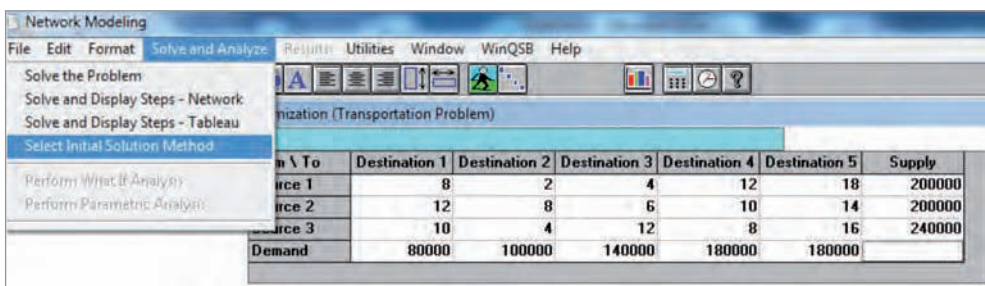 Network Modeling
File Edit Format Solve and Analyze Results Utilities Window WinQSB Help
A ?
Solve the Problem
Solve and Display Steps - Network
Solve and Display Steps - Tableau
Select Initial Solution Method
Perform What If Analysis
Perform Parametric Analysis
mization (Transportation Problem)
m \ To Destination 1 Destination 2 Destination 3 Destination 4 Destination 5 Supply
urce 1 8 2 4 12 18 200000
urce 2 12 8 6 10 14 200000
Source 3 10 4 12 8 16 240000
Demand 80000 100000 140000 180000 180000